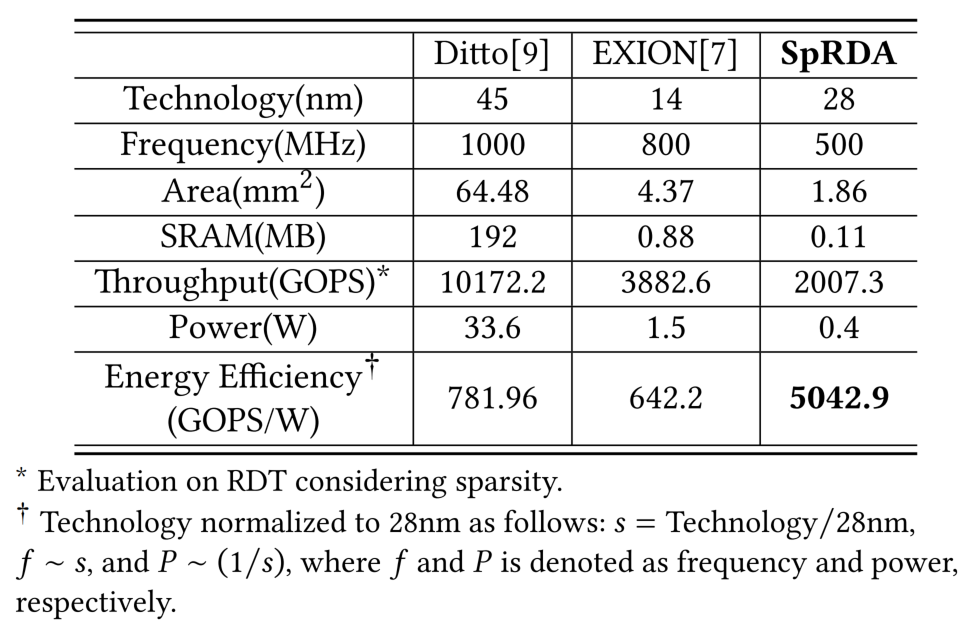 Ditto[9] EXION[7] SpRDA
Technology(nm) 45 14 28
Frequency(MHz) 1000 800 500
Area(mm²) 64.48 4.37 1.86
SRAM(MB) 192 0.88 0.11
Throughput(GOPS)* 10172.2 3882.6 2007.3
Power(W) 33.6 1.5 0.4
Energy Efficiency†
(GOPS/W) 781.96 642.2 5042.9
* Evaluation on RDT considering sparsity.
† Technology normalized to 28nm as follows: s = Technology/28nm,
f ~ s, and P ~ (1/s), where f and P is denoted as frequency and power,
respectively.